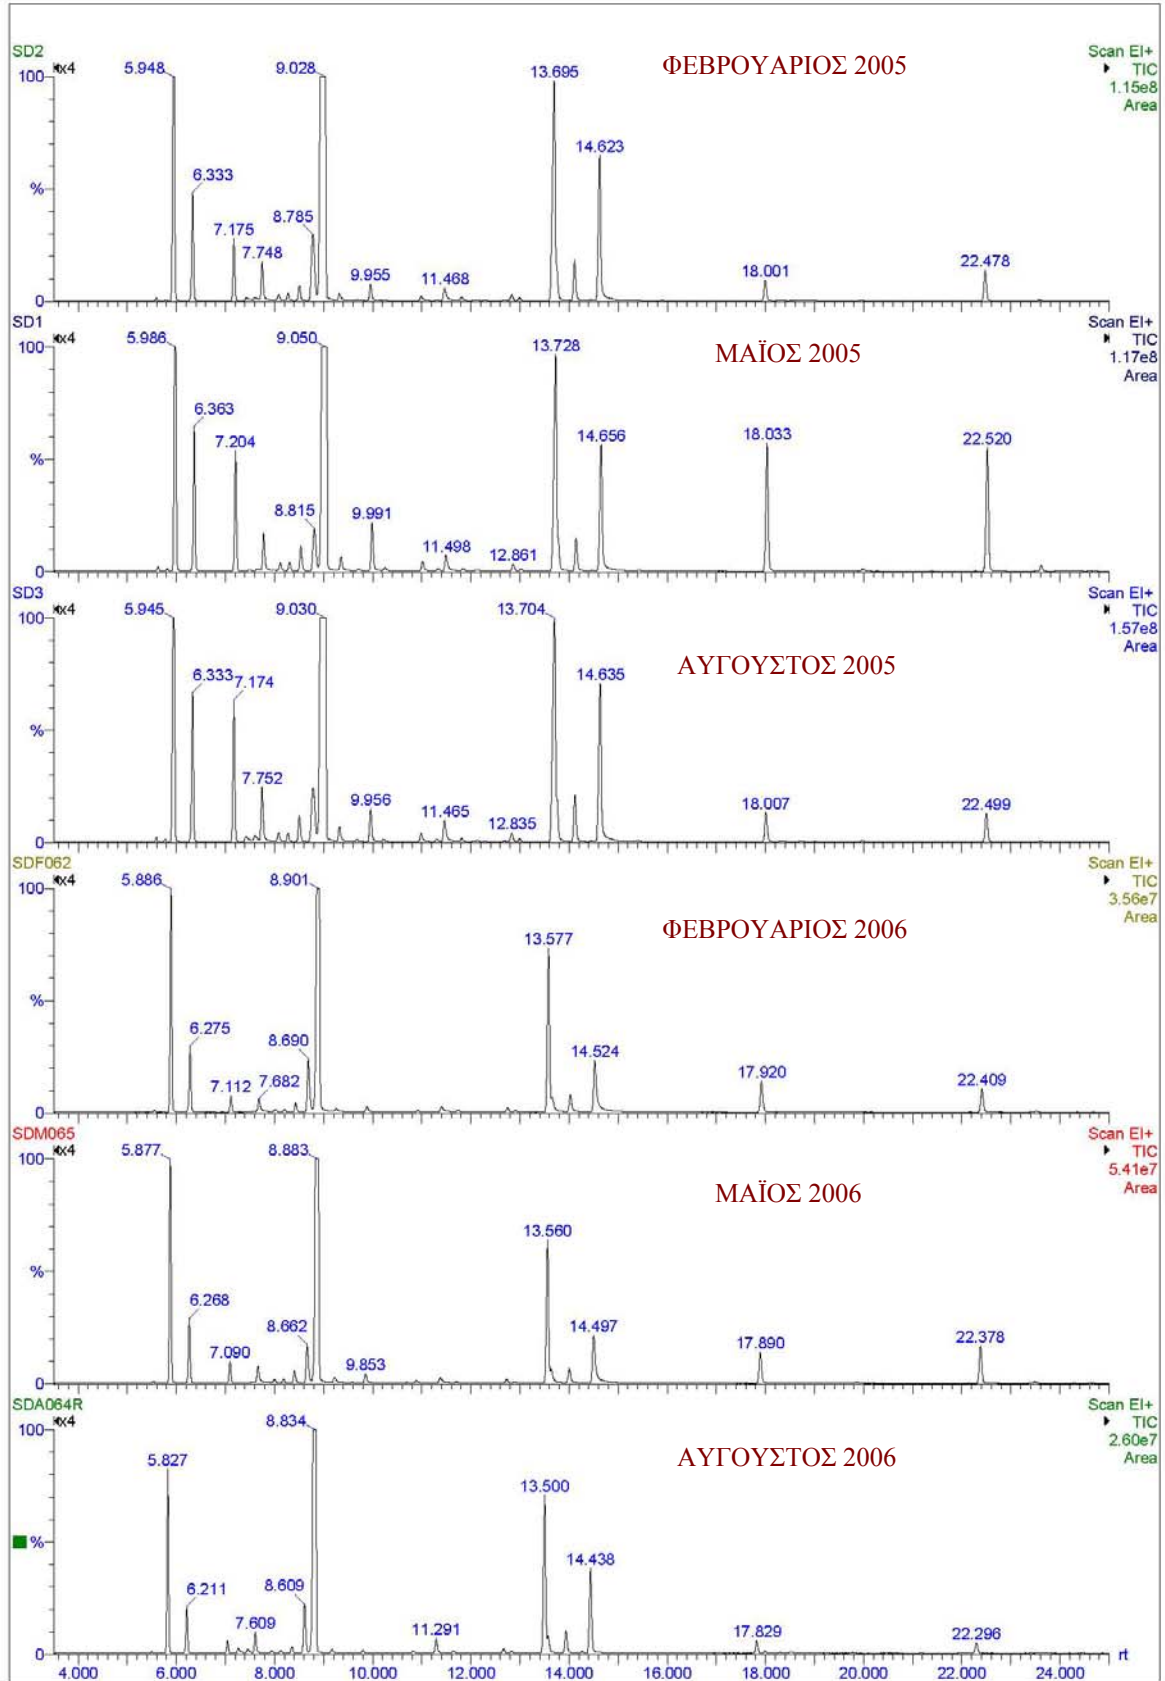 SD2
x4
100
%
0
5.948
6.333
7.175
7.748
8.785
9.028
9.955
11.468
13.695
14.623
18.001
22.478
ΦΕΒΡΟΥΑΡΙΟΣ 2005
Scan EI+
TIC
1.15e8
Area
SD1
x4
100
%
0
5.986
6.363
7.204
8.815
9.050
9.991
11.498
12.861
13.728
14.656
18.033
22.520
ΜΑΪΟΣ 2005
Scan EI+
TIC
1.17e8
Area
SD3
x4
100
%
0
5.945
6.333
7.174
7.752
9.030
9.956
11.465
12.835
13.704
14.635
18.007
22.499
ΑΥΓΟΥΣΤΟΣ 2005
Scan EI+
TIC
1.57e8
Area
SDF062
x4
100
%
0
5.886
6.275
7.112
7.682
8.690
8.901
13.577
14.524
17.920
22.409
ΦΕΒΡΟΥΑΡΙΟΣ 2006
Scan EI+
TIC
3.56e7
Area
SDM065
x4
100
%
0
5.877
6.268
7.090
8.662
8.883
9.853
13.560
14.497
17.890
22.378
ΜΑΪΟΣ 2006
Scan EI+
TIC
5.41e7
Area
SDA064R
x4
100
%
0
5.827
6.211
7.609
8.609
8.834
11.291
13.500
14.438
17.829
22.296
ΑΥΓΟΥΣΤΟΣ 2006
Scan EI+
TIC
2.60e7
Area
rt
4.000 6.000 8.000 10.000 12.000 14.000 16.000 18.000 20.000 22.000 24.000